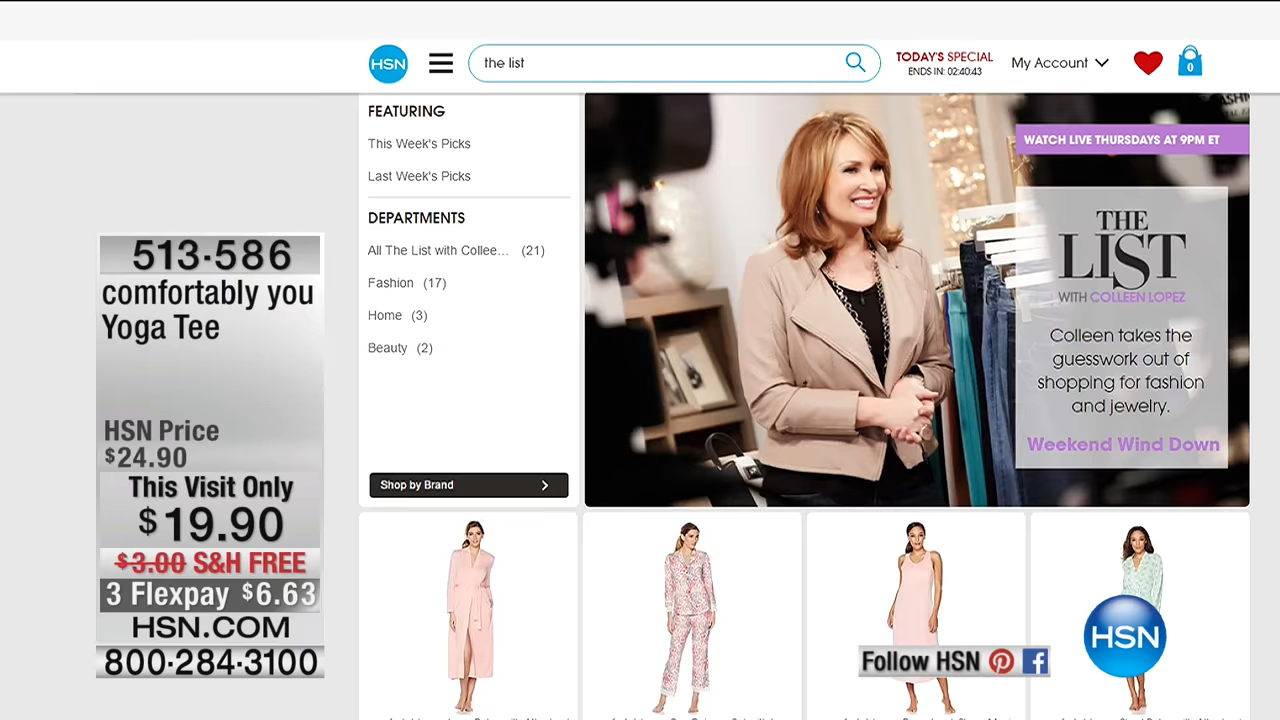 HSN
the list
TODAY'S SPECIAL
ENDS IN: 02:40:43
My Account
0
FEATURING
This Week's Picks
Last Week's Picks
DEPARTMENTS
All The List with Collee... (21)
Fashion (17)
Home (3)
Beauty (2)
Shop by Brand
WATCH LIVE THURSDAYS AT 9PM ET
THE
LIST
WITH COLLEEN LOPEZ
Colleen takes the
guesswork out of
shopping for fashion
and jewelry.
Weekend Wind Down
513·586
comfortably you
Yoga Tee
HSN Price
$24.90
This Visit Only
$19.90
$3.00 S&H FREE
3 Flexpay $6.63
HSN.COM
800·284·3100
Follow HSN
HSN